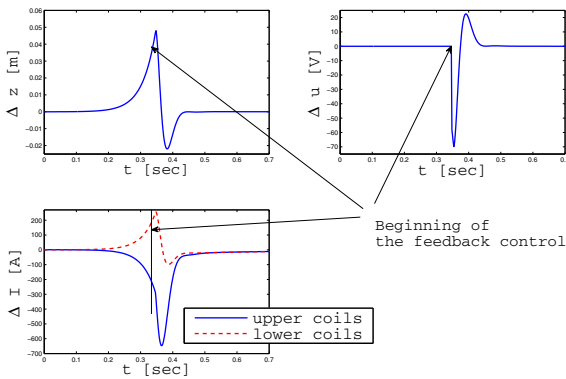 0.06
0.05
0.04
0.03
0.02
0.01
0
-0.01
-0.02
Δ z [m]
0 0.1 0.2 0.3 0.4 0.5 0.6 0.7
t [sec]
30
20
10
0
-10
-20
-30
-40
-50
-60
-70
Δ u [V]
0 0.1 0.2 0.3 0.4 0.5 0.6 0.7
t [sec]
200
100
0
-100
-200
-300
-400
-500
-600
-700
Δ I [A]
0 0.1 0.2 0.3 0.4 0.5 0.6 0.7
t [sec]
upper coils
lower coils
Beginning of
the feedback control